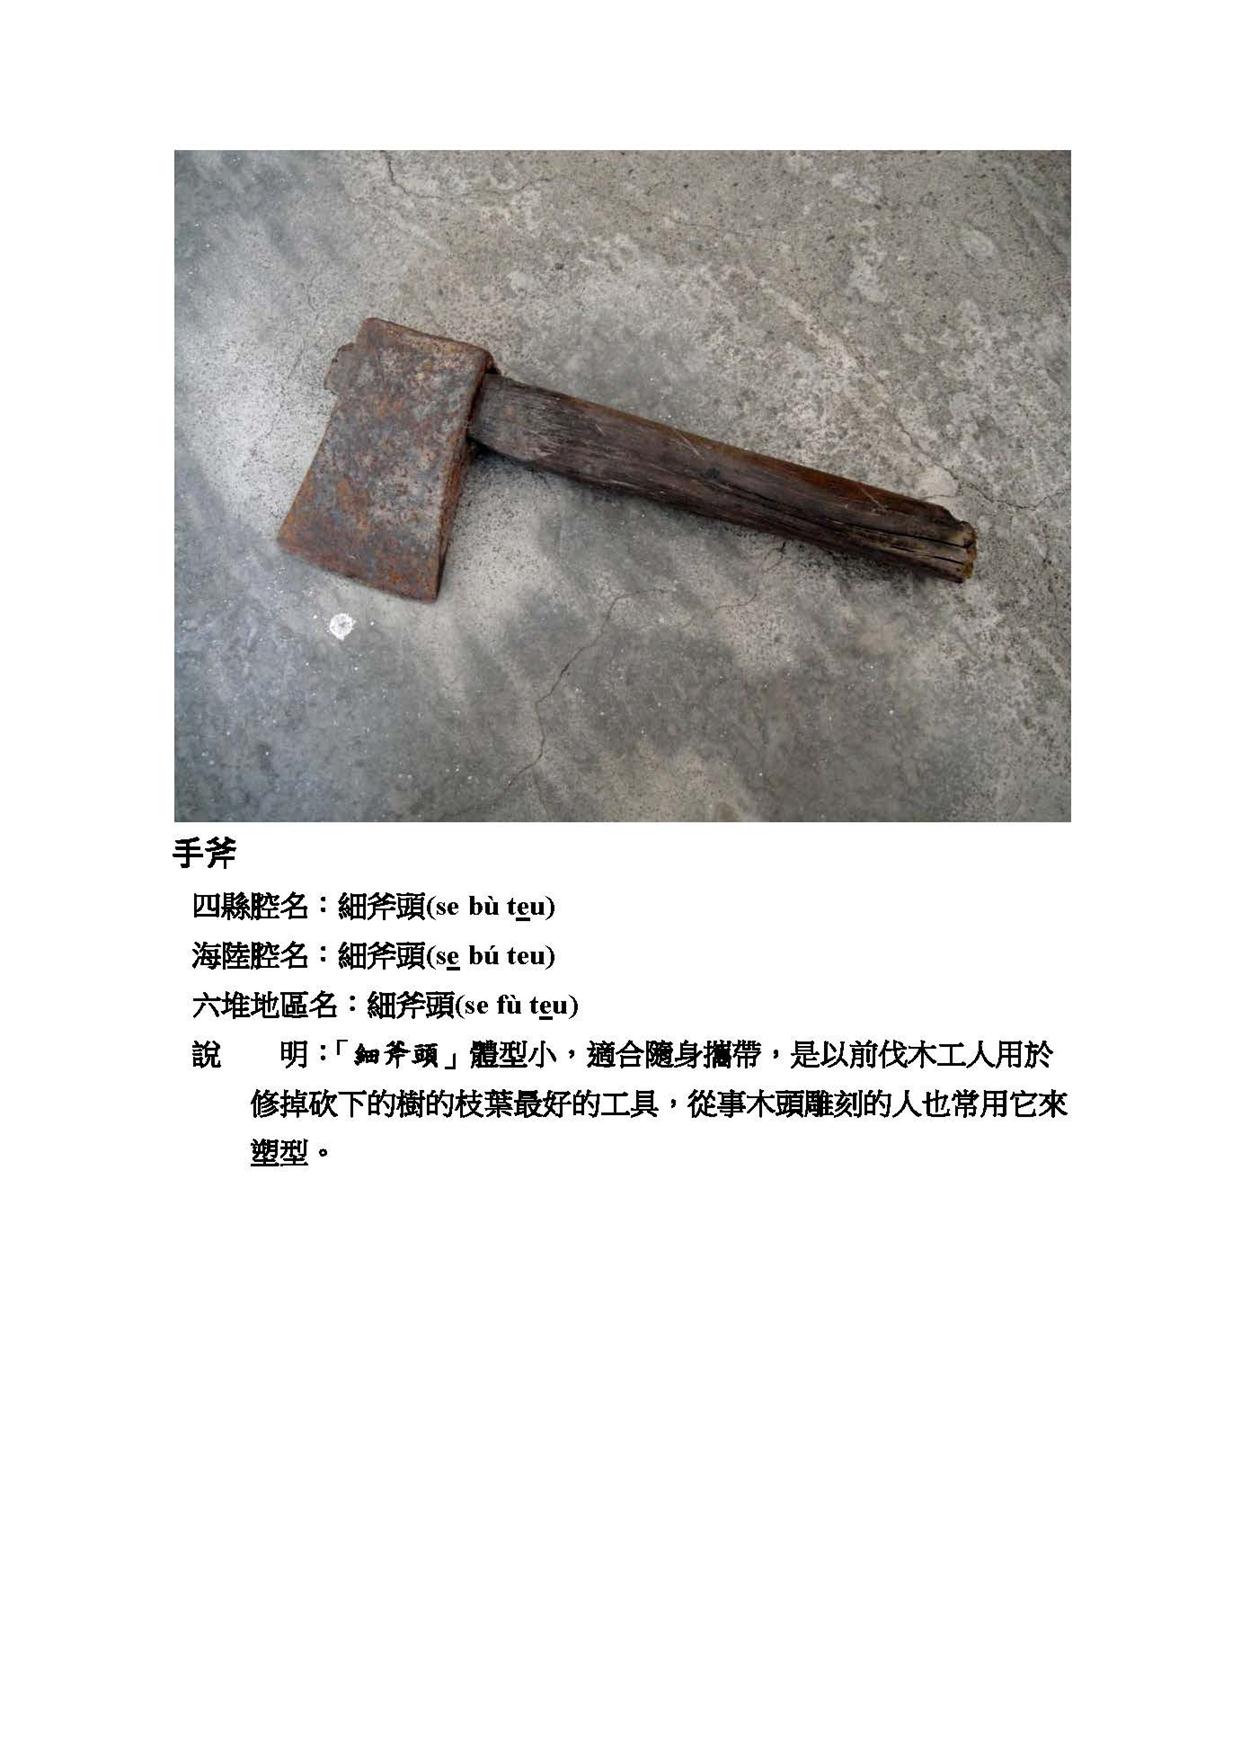 手斧
四縣腔名：細斧頭(se bù te̲u)
海陸腔名：細斧頭(se̲ bú teu)
六堆地區名：細斧頭(se fù te̲u)
說　　明：「細斧頭」體型小，適合隨身攜帶，是以前伐木工人用於
修掉砍下的樹的枝葉最好的工具，從事木頭雕刻的人也常用它來
塑型。